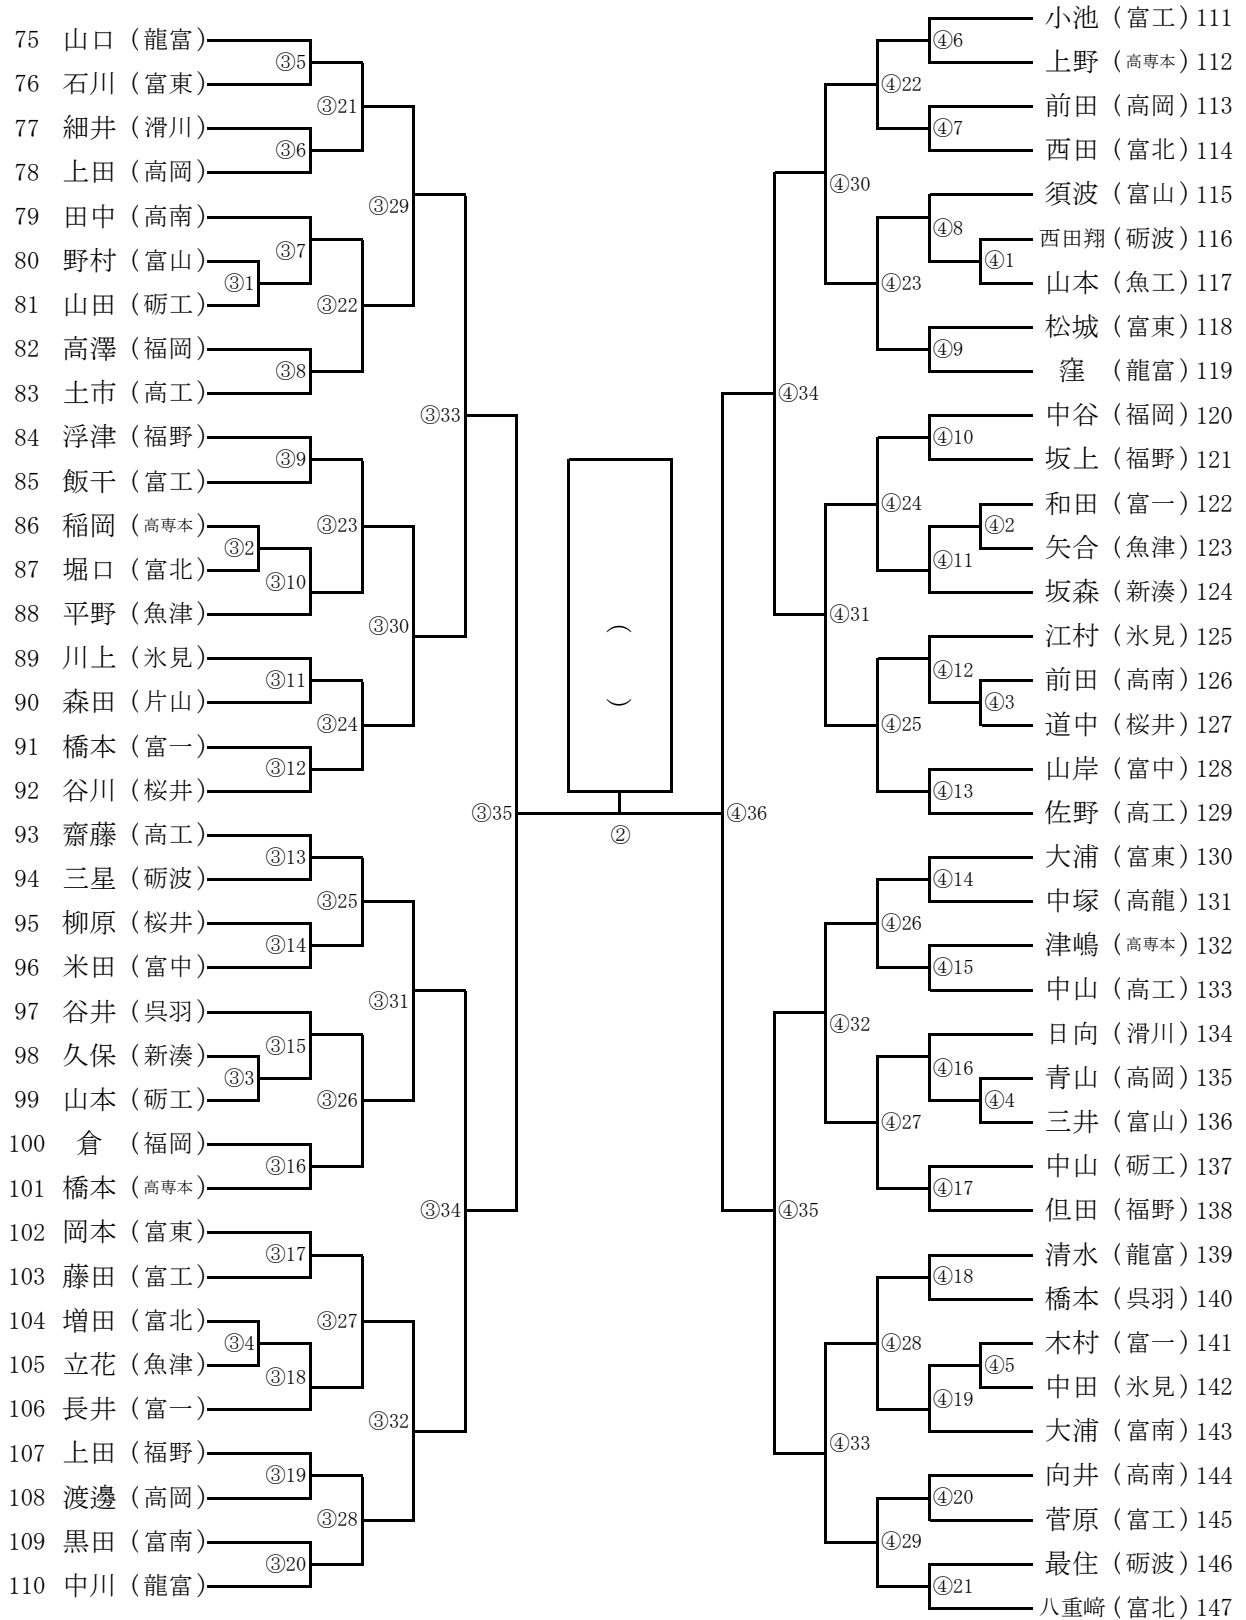 75 山口（龍富）
76 石川（富東）
77 細井（滑川）
78 上田（高岡）
79 田中（高南）
80 野村（富山）
81 山田（砺工）
82 高澤（福岡）
83 土市（高工）
84 浮津（福野）
85 飯干（富工）
86 稲岡（高専本）
87 堀口（富北）
88 平野（魚津）
89 川上（氷見）
90 森田（片山）
91 橋本（富一）
92 谷川（桜井）
93 齋藤（高工）
94 三星（砺波）
95 柳原（桜井）
96 米田（富中）
97 谷井（呉羽）
98 久保（新湊）
99 山本（砺工）
100 倉　（福岡）
101 橋本（高専本）
102 岡本（富東）
103 藤田（富工）
104 増田（富北）
105 立花（魚津）
106 長井（富一）
107 上田（福野）
108 渡邊（高岡）
109 黒田（富南）
110 中川（龍富）
③1
③2
③3
③4
③5
③6
③7
③8
③9
③10
③11
③12
③13
③14
③15
③16
③17
③18
③19
③20
③21
③22
③23
③24
③25
③26
③27
③28
③29
③30
③31
③32
③33
③34
③35
（　）
②
④36
④34
④35
④30
④31
④32
④33
④22
④23
④24
④25
④26
④27
④28
④29
④6
④7
④8
④9
④10
④11
④12
④13
④14
④15
④16
④17
④18
④19
④20
④21
④1
④2
④3
④4
④5
小池（富工）111
上野（高専本）112
前田（高岡）113
西田（富北）114
須波（富山）115
西田翔（砺波）116
山本（魚工）117
松城（富東）118
窪　（龍富）119
中谷（福岡）120
坂上（福野）121
和田（富一）122
矢合（魚津）123
坂森（新湊）124
江村（氷見）125
前田（高南）126
道中（桜井）127
山岸（富中）128
佐野（高工）129
大浦（富東）130
中塚（高龍）131
津嶋（高専本）132
中山（高工）133
日向（滑川）134
青山（高岡）135
三井（富山）136
中山（砺工）137
但田（福野）138
清水（龍富）139
橋本（呉羽）140
木村（富一）141
中田（氷見）142
大浦（富南）143
向井（高南）144
菅原（富工）145
最住（砺波）146
八重﨑（富北）147